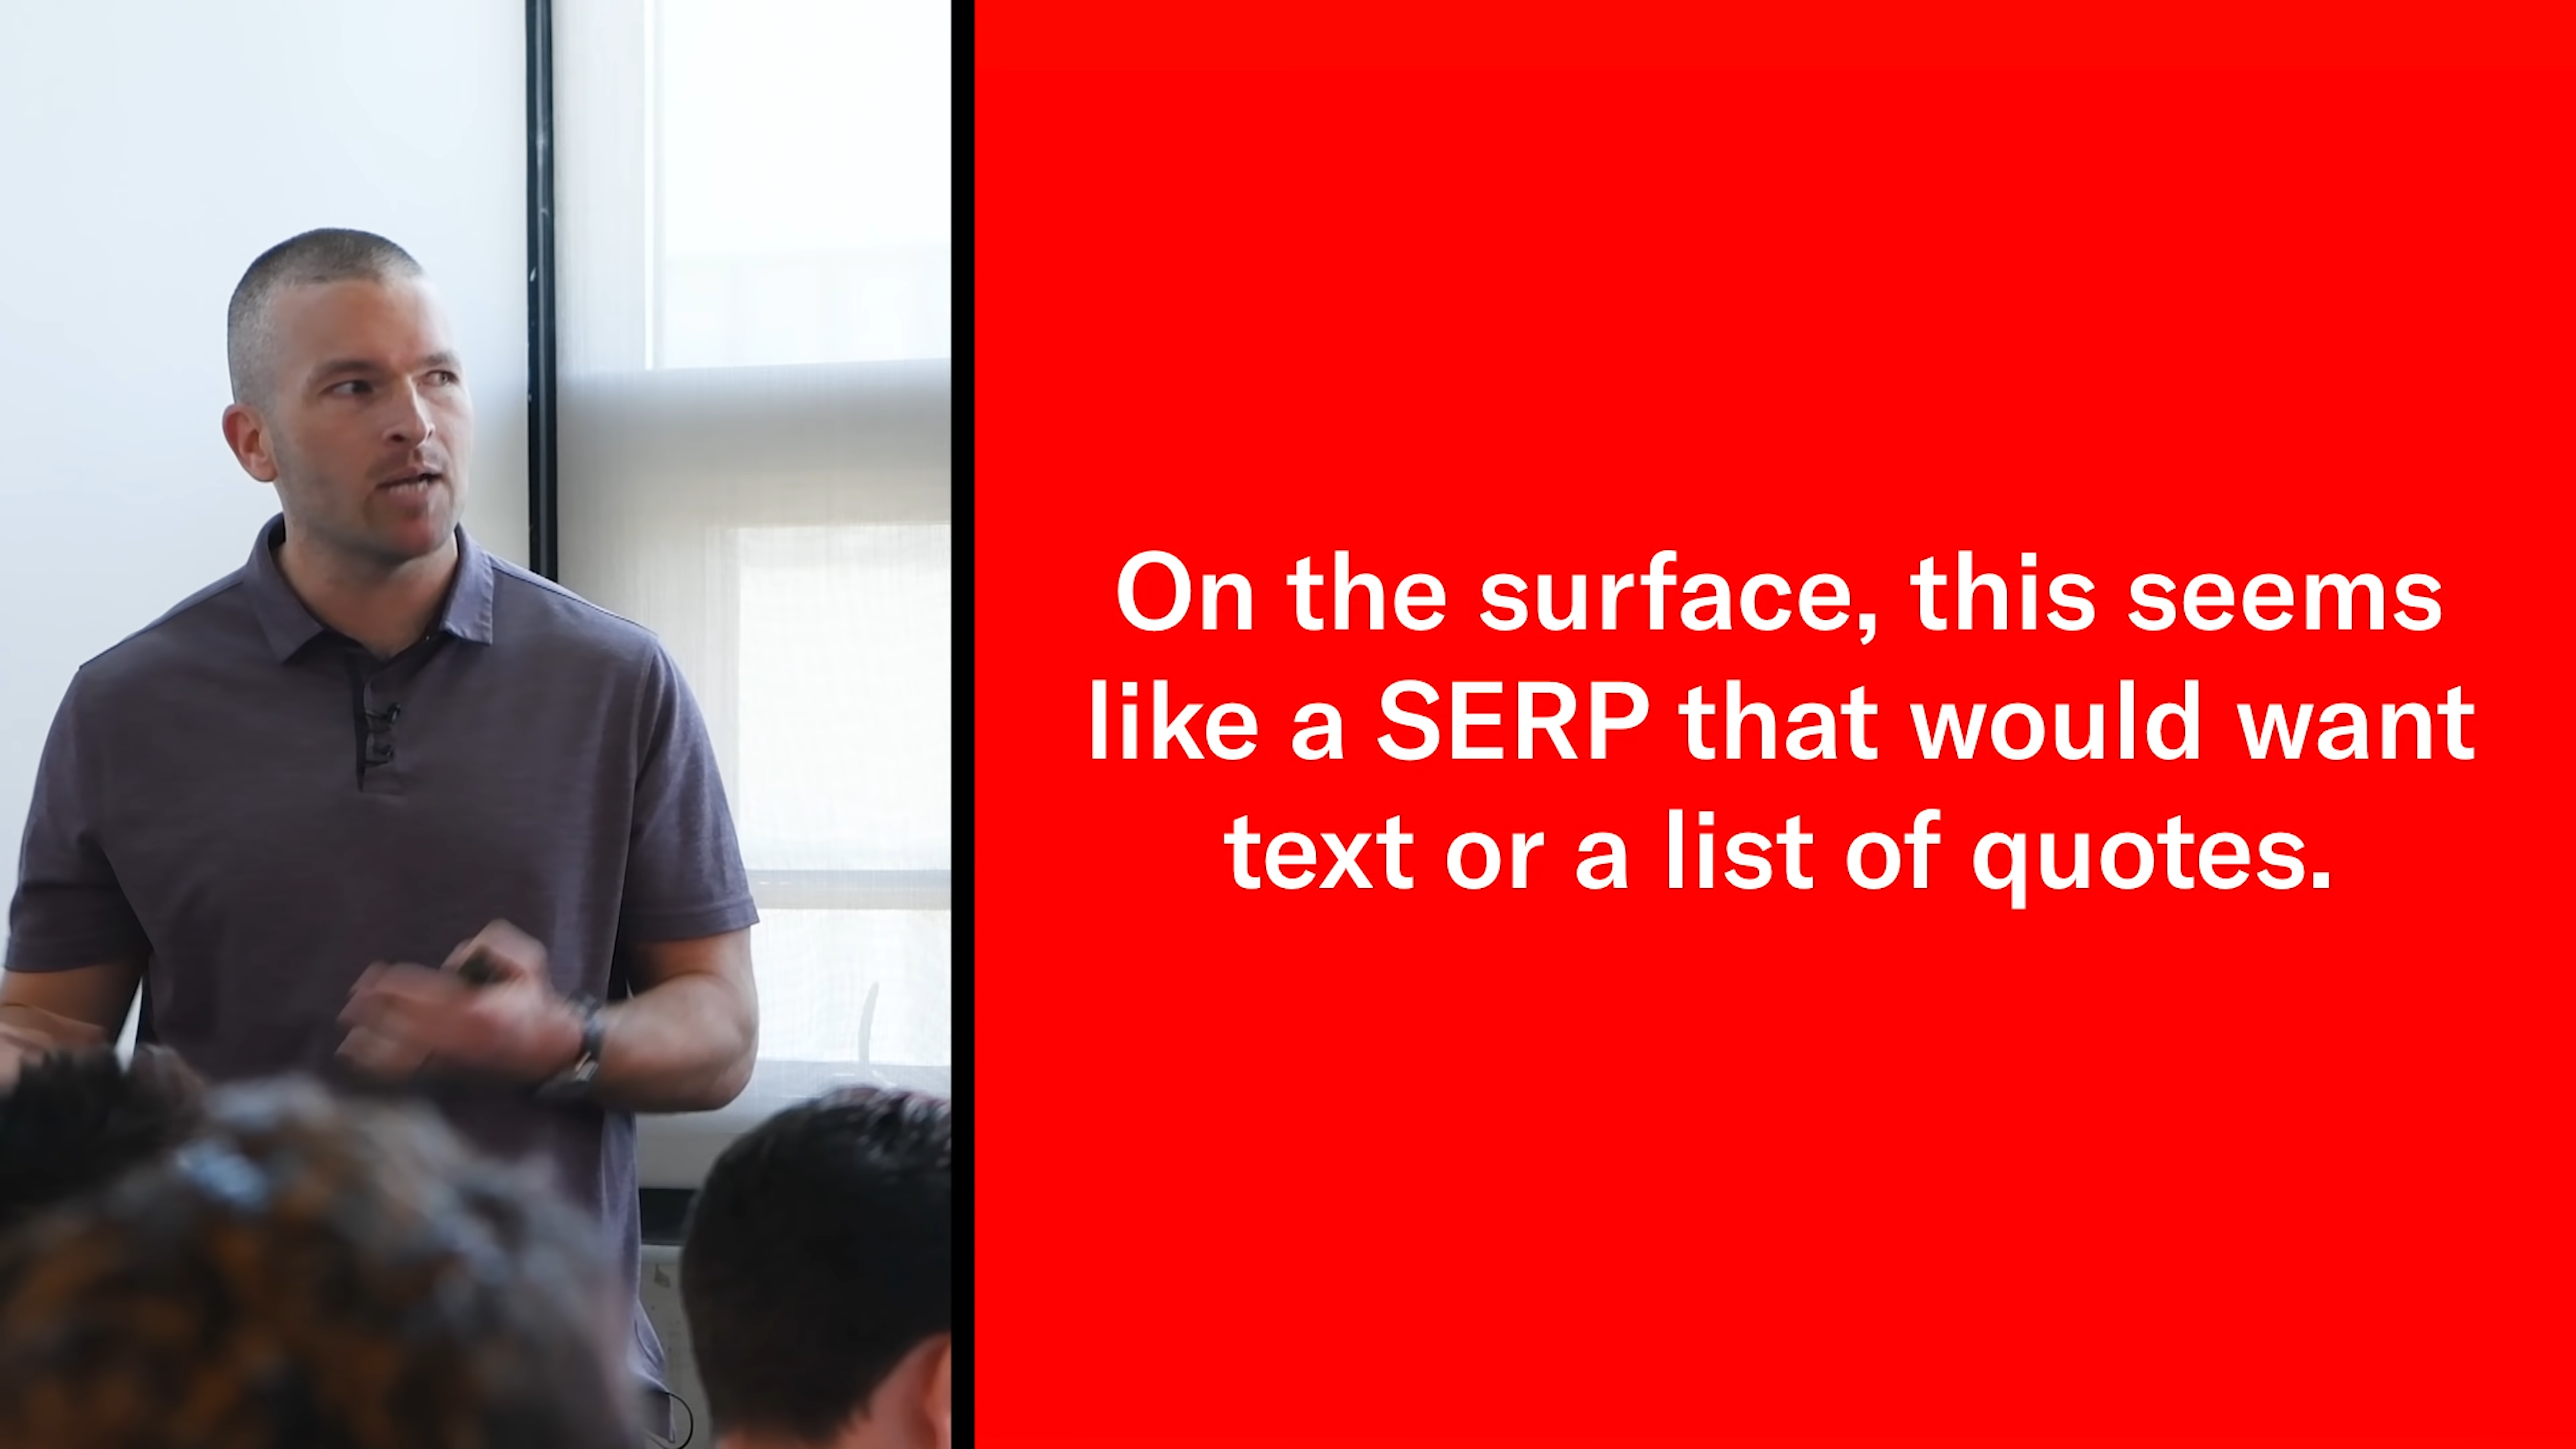 On the surface, this seems
like a SERP that would want
text or a list of quotes.